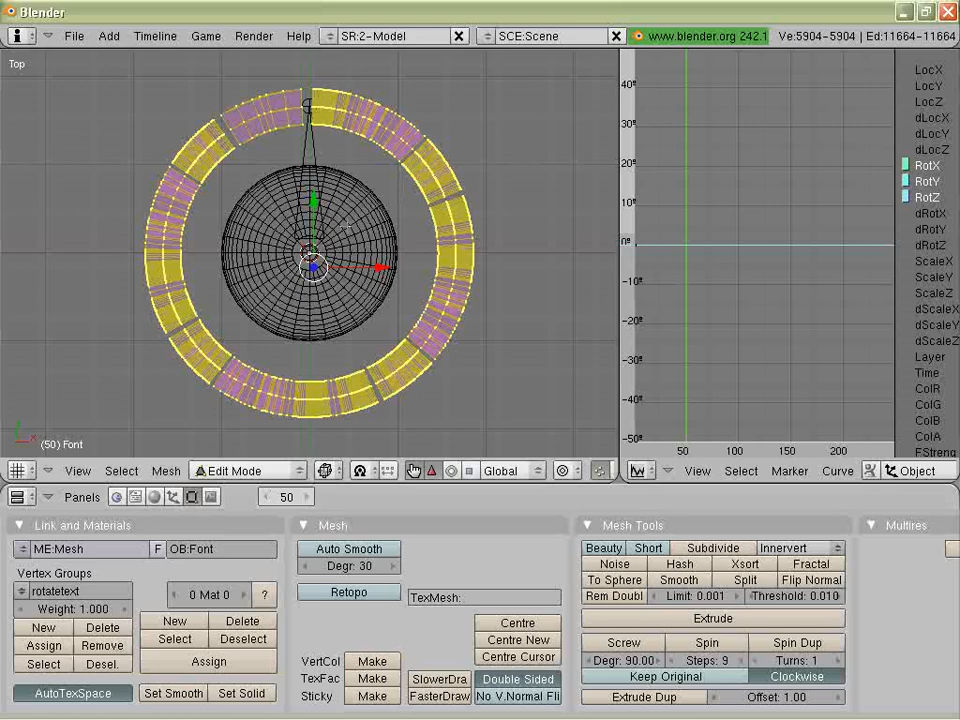 Blender
File Add Timeline Game Render Help SR:2-Model SCE:Scene www.blender.org 242.1 Ve:5904-5904 | Ed:11664-11664
Top
40°
30°
20°
10°
0°
-10°
-20°
-30°
-40°
-50°
50 100 150 200
LocX
LocY
LocZ
dLocX
dLocY
dLocZ
RotX
RotY
RotZ
dRotX
dRotY
dRotZ
ScaleX
ScaleY
ScaleZ
dScaleX
dScaleY
dScaleZ
Layer
Time
ColR
ColG
ColB
ColA
FStreng
(50) Font
View Select Mesh Edit Mode Global View Select Marker Curve Object
Panels 50
Link and Materials Mesh Mesh Tools Multires
ME:Mesh F OB:Font
Vertex Groups
rotatetext 0 Mat 0 ?
Weight: 1.000
New Delete New Delete
Assign Remove Select Deselect
Select Desel. Assign
AutoTexSpace Set Smooth Set Solid
Auto Smooth
Degr: 30
Retopo TexMesh:
Centre
Centre New
Centre Cursor
VertCol Make
TexFac Make SlowerDra Double Sided
Sticky Make FasterDraw No V.Normal Fli
Beauty Short Subdivide Innervert
Noise Hash Xsort Fractal
To Sphere Smooth Split Flip Normal
Rem Doubl Limit: 0.001 Threshold: 0.010
Extrude
Screw Spin Spin Dup
Degr: 90.00 Steps: 9 Turns: 1
Keep Original Clockwise
Extrude Dup Offset: 1.00